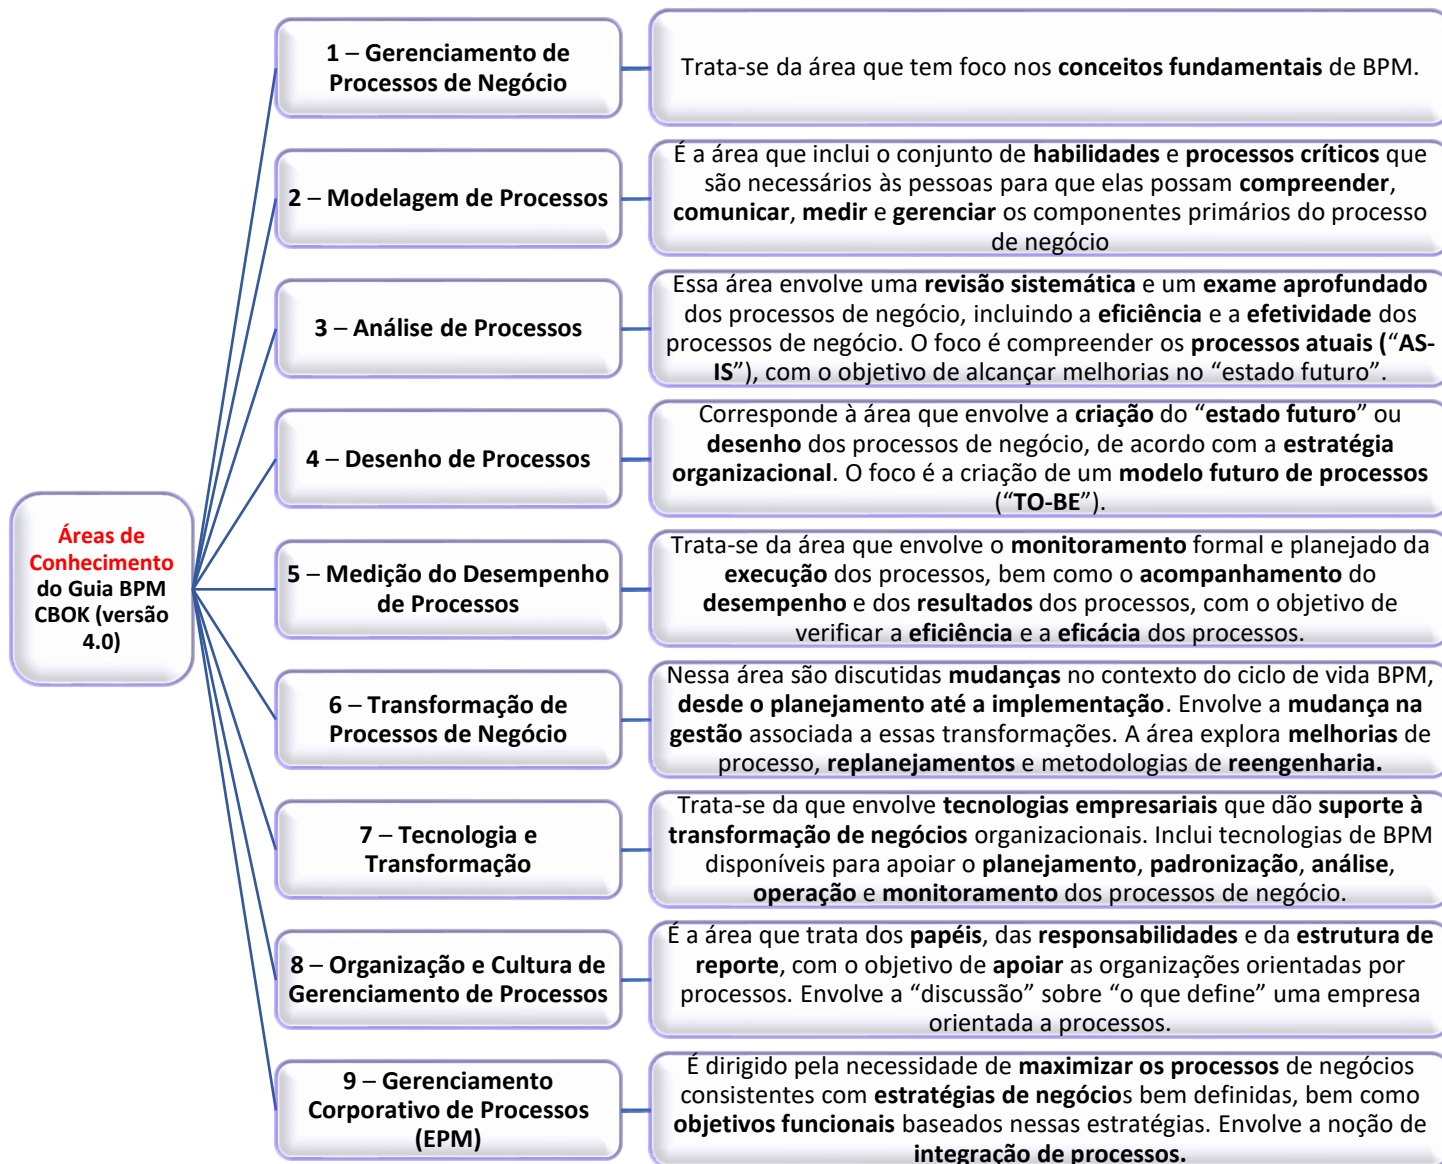 Áreas de
Conhecimento
do Guia BPM
CBOK (versão
4.0)
1 – Gerenciamento de
Processos de Negócio
Trata-se da área que tem foco nos conceitos fundamentais de BPM.
2 – Modelagem de Processos
É a área que inclui o conjunto de habilidades e processos críticos que
são necessários às pessoas para que elas possam compreender,
comunicar, medir e gerenciar os componentes primários do processo
de negócio
3 – Análise de Processos
Essa área envolve uma revisão sistemática e um exame aprofundado
dos processos de negócio, incluindo a eficiência e a efetividade dos
processos de negócio. O foco é compreender os processos atuais (“AS-
IS”), com o objetivo de alcançar melhorias no “estado futuro”.
4 – Desenho de Processos
Corresponde à área que envolve a criação do “estado futuro” ou
desenho dos processos de negócio, de acordo com a estratégia
organizacional. O foco é a criação de um modelo futuro de processos
(“TO-BE”).
5 – Medição do Desempenho
de Processos
Trata-se da área que envolve o monitoramento formal e planejado da
execução dos processos, bem como o acompanhamento do
desempenho e dos resultados dos processos, com o objetivo de
verificar a eficiência e a eficácia dos processos.
6 – Transformação de
Processos de Negócio
Nessa área são discutidas mudanças no contexto do ciclo de vida BPM,
desde o planejamento até a implementação. Envolve a mudança na
gestão associada a essas transformações. A área explora melhorias de
processo, replanejamentos e metodologias de reengenharia.
7 – Tecnologia e
Transformação
Trata-se da que envolve tecnologias empresariais que dão suporte à
transformação de negócios organizacionais. Inclui tecnologias de BPM
disponíveis para apoiar o planejamento, padronização, análise,
operação e monitoramento dos processos de negócio.
8 – Organização e Cultura de
Gerenciamento de Processos
É a área que trata dos papéis, das responsabilidades e da estrutura de
reporte, com o objetivo de apoiar as organizações orientadas por
processos. Envolve a “discussão” sobre “o que define” uma empresa
orientada a processos.
9 – Gerenciamento
Corporativo de Processos
(EPM)
É dirigido pela necessidade de maximizar os processos de negócios
consistentes com estratégias de negócios bem definidas, bem como
objetivos funcionais baseados nessas estratégias. Envolve a noção de
integração de processos.